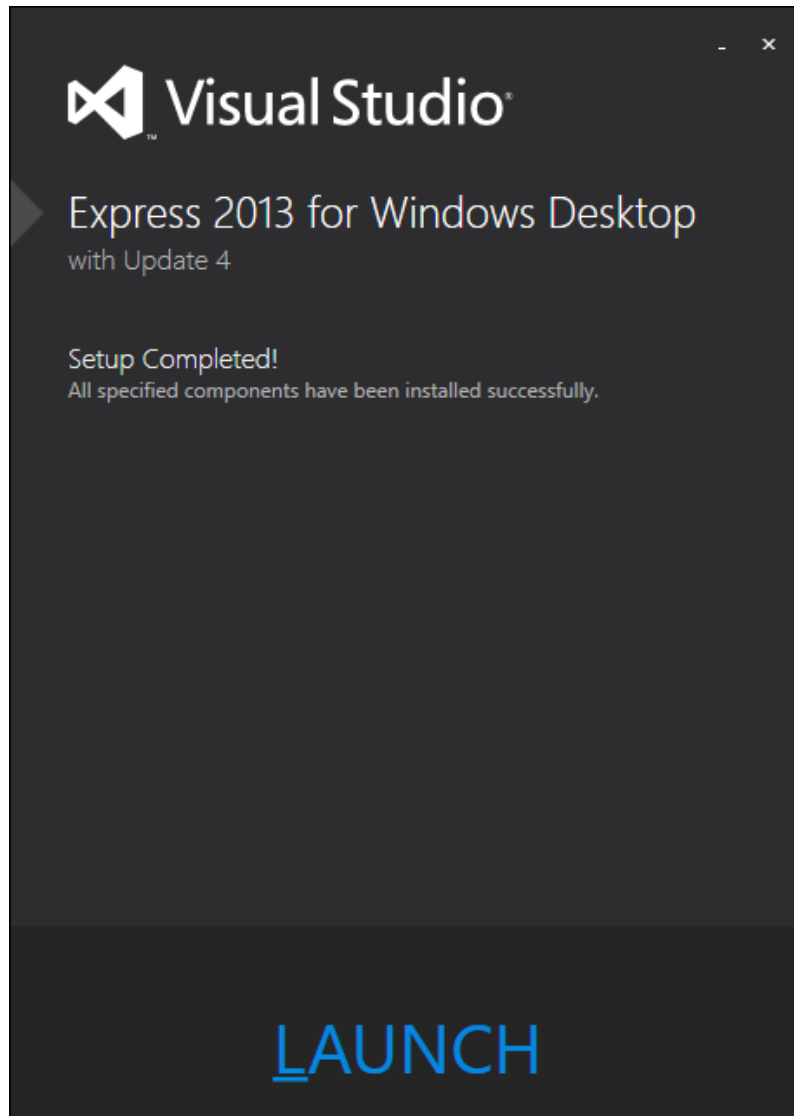 Visual Studio®
™
Express 2013 for Windows Desktop
with Update 4
Setup Completed!
All specified components have been installed successfully.
LAUNCH